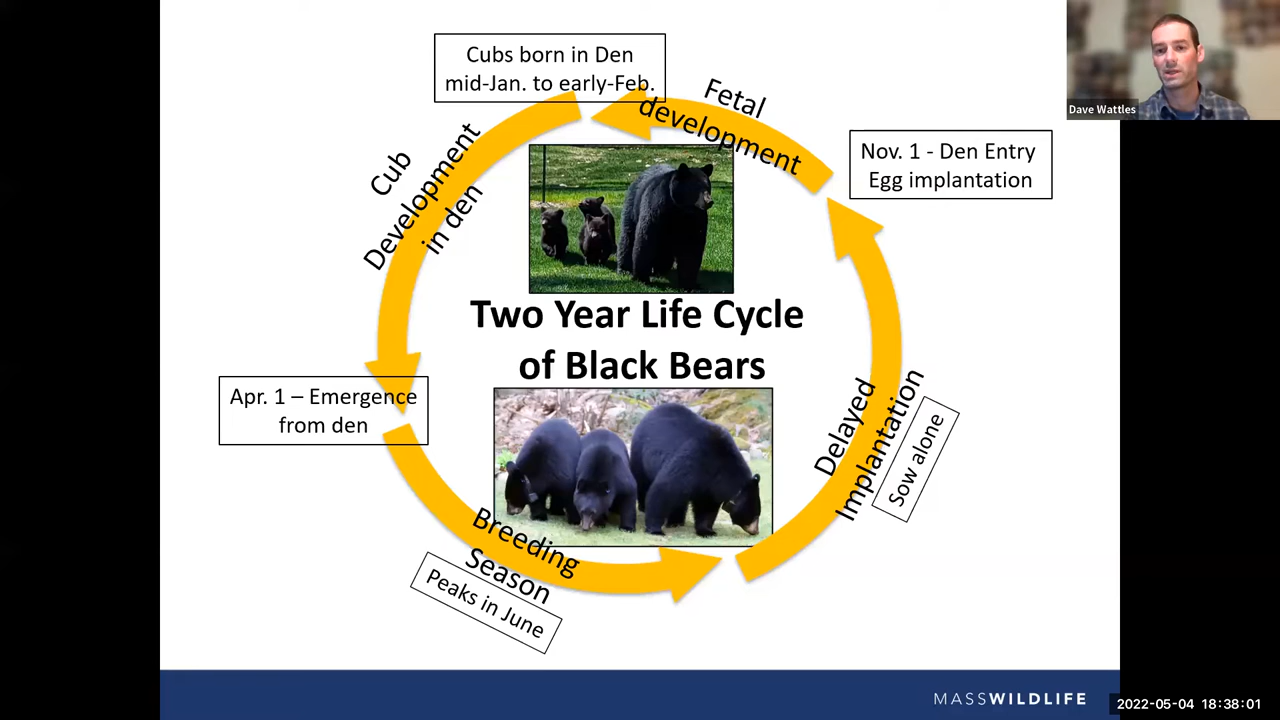 Cubs born in Den
mid-Jan. to early-Feb.
Fetal
development
Dave Wattles
Nov. 1 - Den Entry
Egg implantation
Cub
Development
in den
Two Year Life Cycle
of Black Bears
Apr. 1 – Emergence
from den
Delayed
Implantation
Sow alone
Breeding
Season
Peaks in June
MASSWILDLIFE
2022-05-04 18:38:01